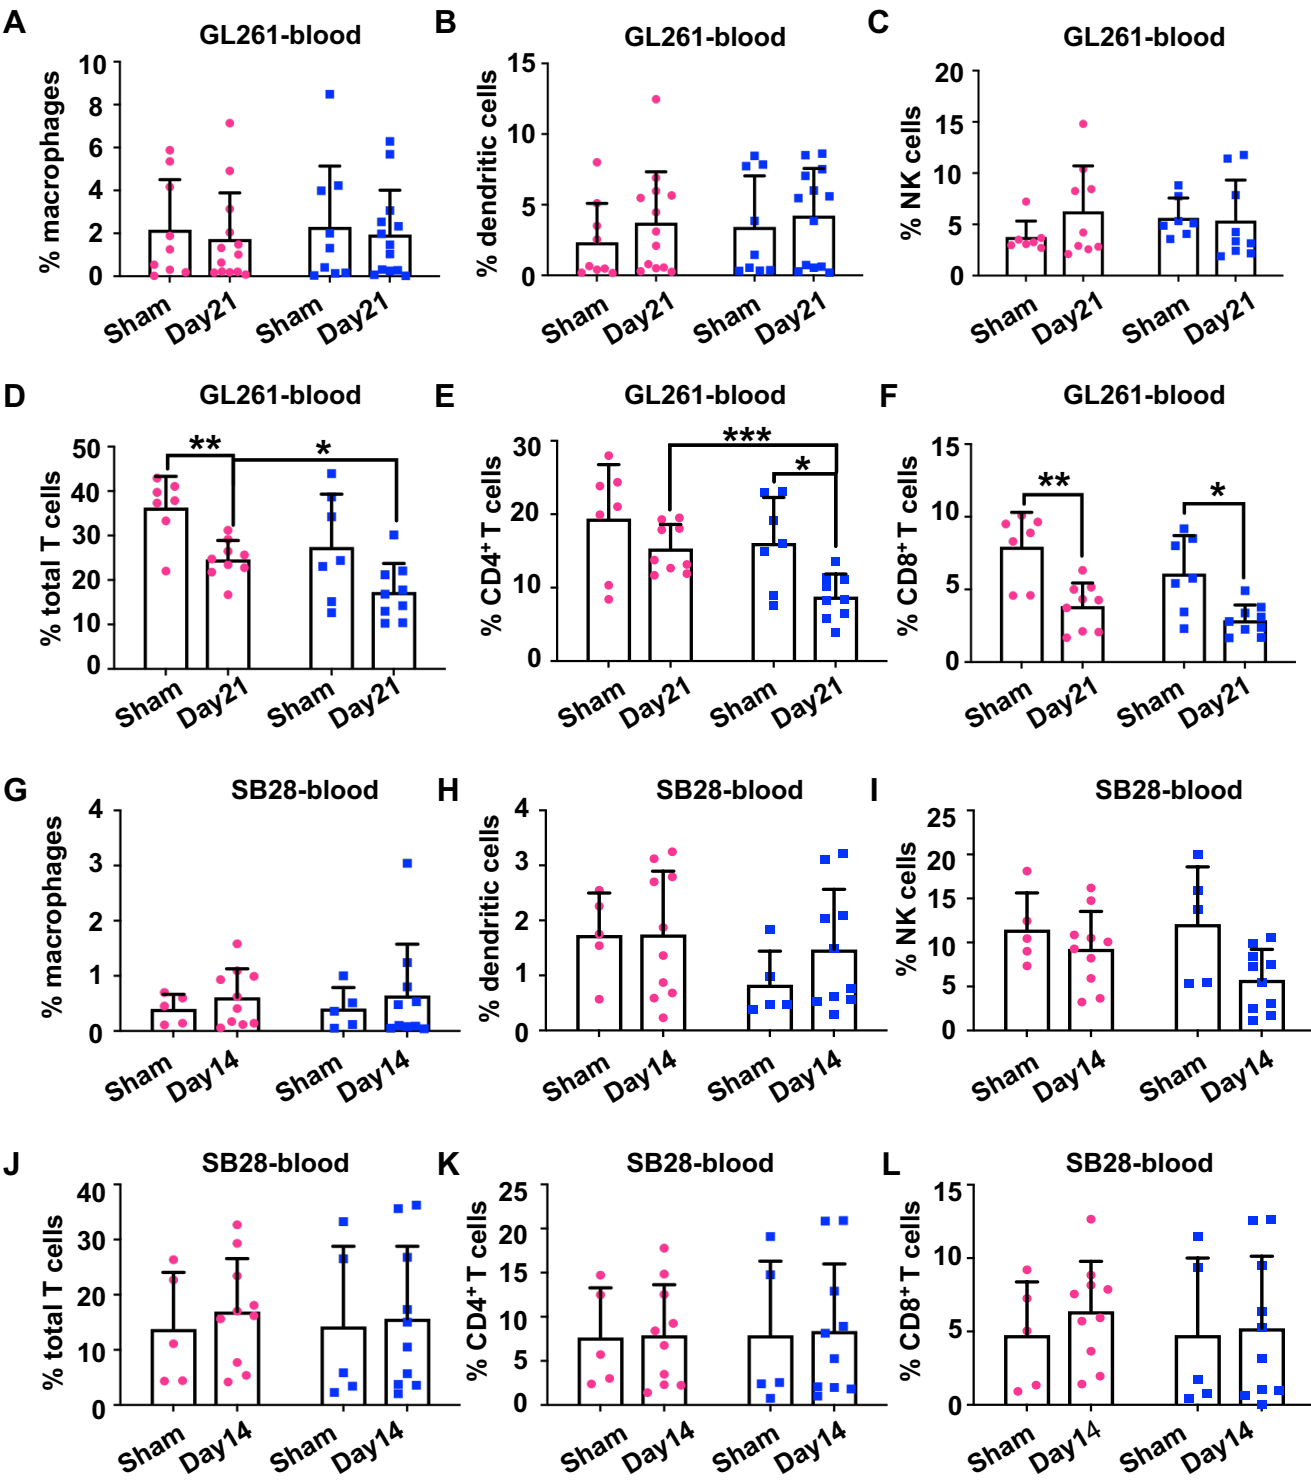 A GL261-blood
% macrophages
10
8
6
4
2
0
Sham Day21 Sham Day21
B GL261-blood
% dendritic cells
15
10
5
0
Sham Day21 Sham Day21
C GL261-blood
% NK cells
20
15
10
5
0
Sham Day21 Sham Day21
D GL261-blood
% total T cells
50
40
30
20
10
0
** *
Sham Day21 Sham Day21
E GL261-blood
% CD4⁺ T cells
30
20
10
0
***
*
Sham Day21 Sham Day21
F GL261-blood
% CD8⁺ T cells
15
10
5
0
** *
Sham Day21 Sham Day21
G SB28-blood
% macrophages
4
3
2
1
0
Sham Day14 Sham Day14
H SB28-blood
% dendritic cells
4
3
2
1
0
Sham Day14 Sham Day14
I SB28-blood
% NK cells
25
20
15
10
5
0
Sham Day14 Sham Day14
J SB28-blood
% total T cells
40
30
20
10
0
Sham Day14 Sham Day14
K SB28-blood
% CD4⁺ T cells
25
20
15
10
5
0
Sham Day14 Sham Day14
L SB28-blood
% CD8⁺ T cells
15
10
5
0
Sham Day14 Sham Day14